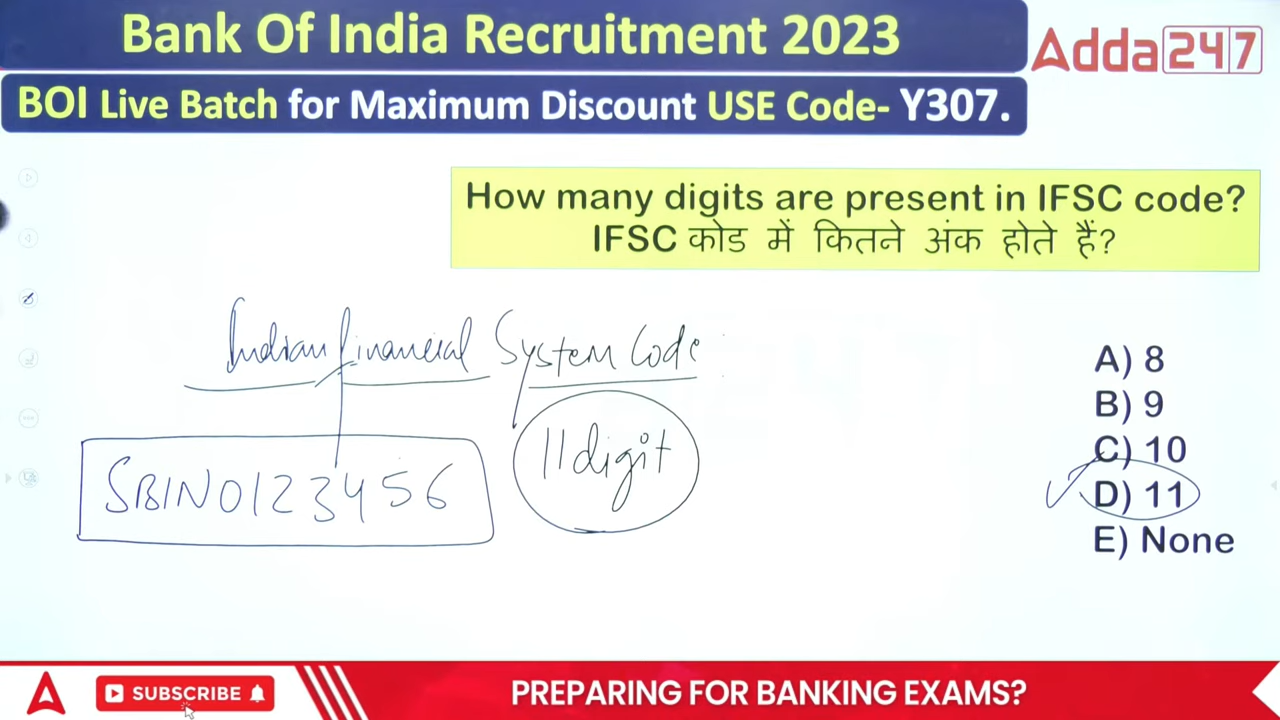 Bank Of India Recruitment 2023
Adda247
BOI Live Batch for Maximum Discount USE Code- Y307.
How many digits are present in IFSC code?
IFSC कोड में कितने अंक होते हैं?
Indian financial System Code
SBIN0123456
11 digit
A) 8
B) 9
C) 10
D) 11
E) None
SUBSCRIBE
PREPARING FOR BANKING EXAMS?